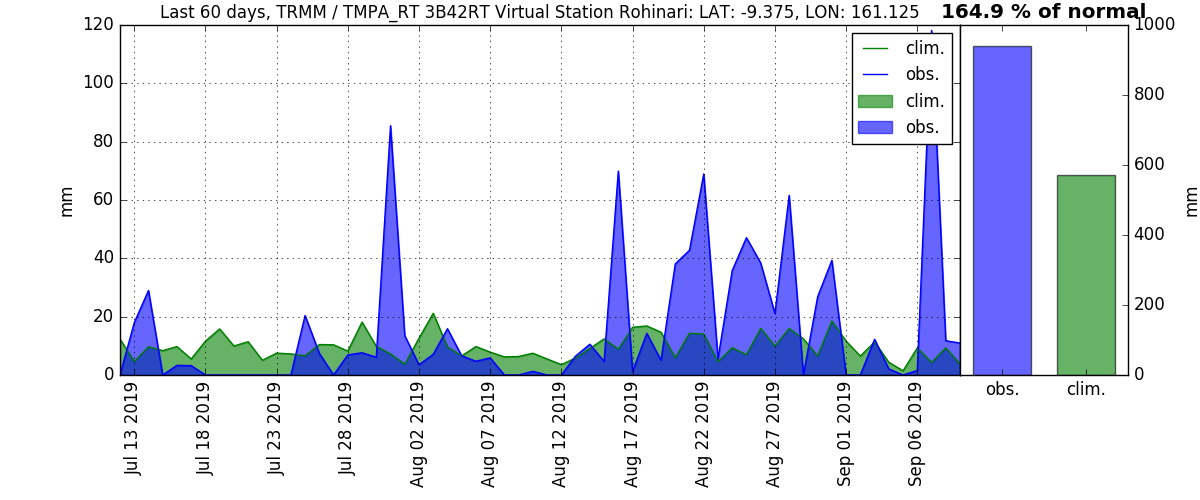 Last 60 days, TRMM / TMPA_RT 3B42RT Virtual Station Rohinari: LAT: -9.375, LON: 161.125
164.9 % of normal
120
100
80
60
40
20
0
mm
clim.
obs.
clim.
obs.
Jul 13 2019
Jul 18 2019
Jul 23 2019
Jul 28 2019
Aug 02 2019
Aug 07 2019
Aug 12 2019
Aug 17 2019
Aug 22 2019
Aug 27 2019
Sep 01 2019
Sep 06 2019
1000
800
600
400
200
0
mm
obs.
clim.